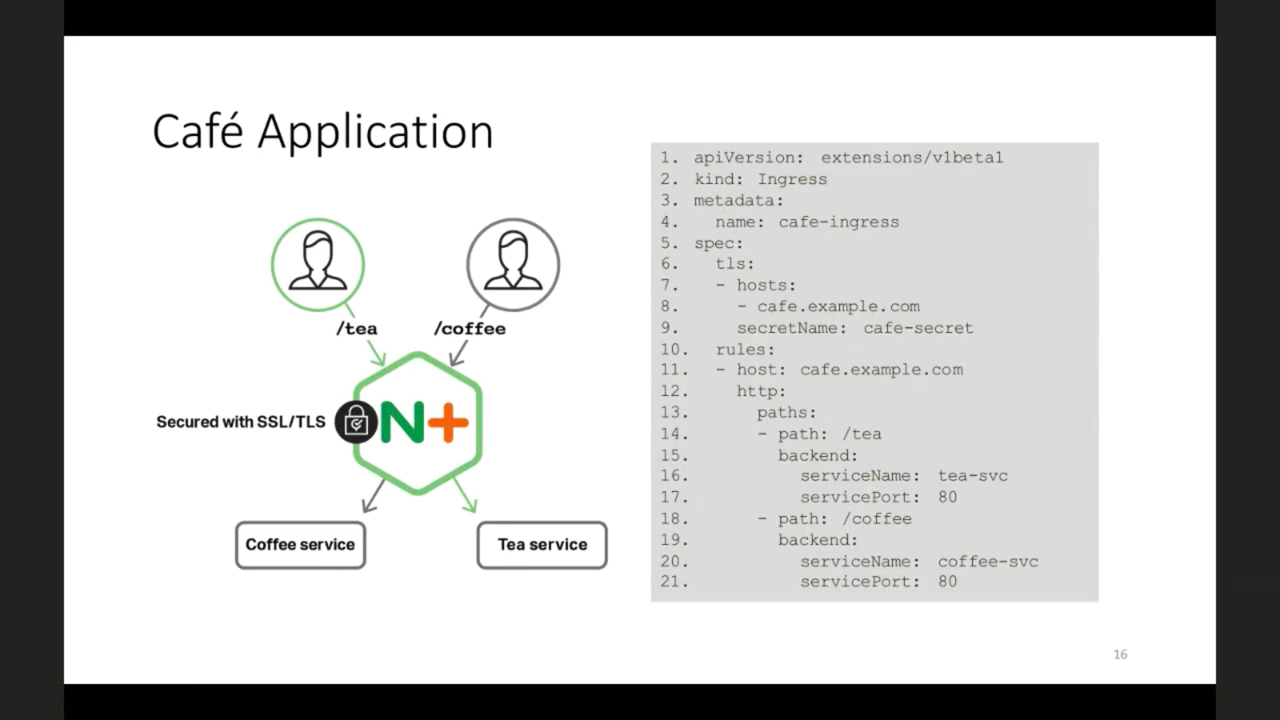 Café Application
/tea
/coffee
Secured with SSL/TLS
N+
Coffee service
Tea service
1. apiVersion: extensions/v1beta1
2. kind: Ingress
3. metadata:
4. name: cafe-ingress
5. spec:
6. tls:
7. - hosts:
8. - cafe.example.com
9. secretName: cafe-secret
10. rules:
11. - host: cafe.example.com
12. http:
13. paths:
14. - path: /tea
15. backend:
16. serviceName: tea-svc
17. servicePort: 80
18. - path: /coffee
19. backend:
20. serviceName: coffee-svc
21. servicePort: 80
16